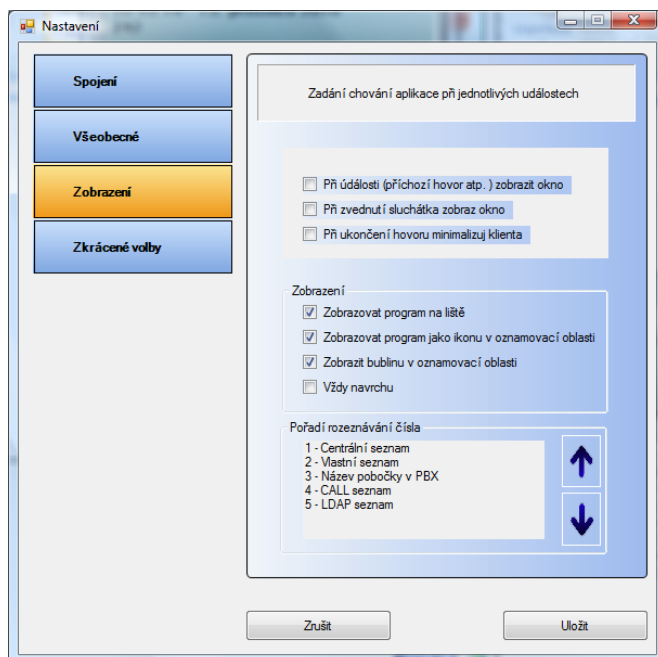 Nastavení
Spojení
Všeobecné
Zobrazení
Zkrácené volby
Zadání chování aplikace při jednotlivých událostech
Při události (příchozí hovor atp. ) zobrazit okno
Při zvednutí sluchátka zobraz okno
Při ukončení hovoru minimalizuj klienta
Zobrazení
Zobrazovat program na liště
Zobrazovat program jako ikonu v oznamovací oblasti
Zobrazit bublinu v oznamovací oblasti
Vždy navrchu
Pořadí rozeznávání čísla
1 - Centrální seznam
2 - Vlastní seznam
3 - Název pobočky v PBX
4 - CALL seznam
5 - LDAP seznam
Zrušit
Uložit